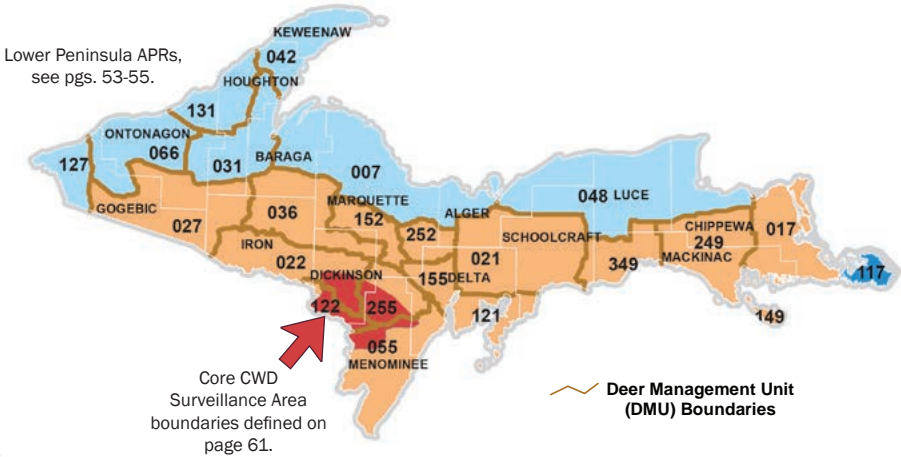 KEWEENAW
Lower Peninsula APRs,
see pgs. 53-55.
042
HOUGHTON
131
ONTONAGON
066
127
031
BARAGA
007
048 LUCE
GOGEBIC
027
036
MARQUETTE
152
ALGER
252
SCHOOLCRAFT
021
CHIPPEWA
249
MACKINAC
017
IRON
022
DICKINSON
155 DELTA
349
117
122
255
121
149
055
MENOMINEE
Core CWD
Surveillance Area
boundaries defined on
page 61.
Deer Management Unit
(DMU) Boundaries